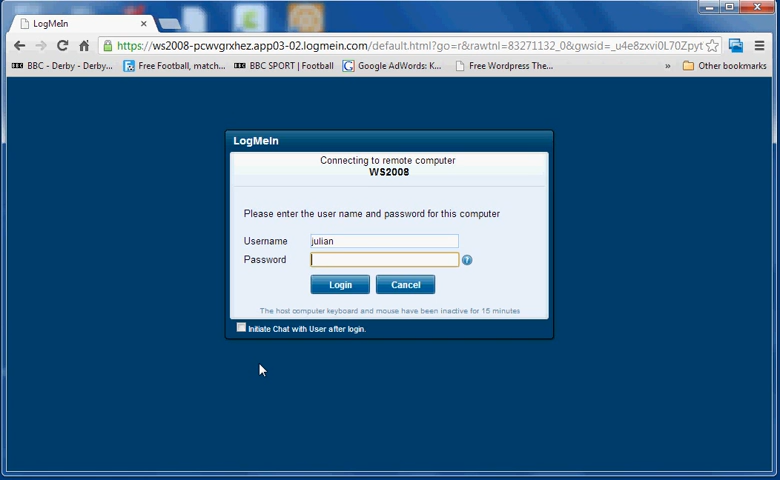 LogMeIn
https://ws2008-pcwvgrxhez.app03-02.logmein.com/default.html?go=r&rawtnl=83271132_0&gwsid=_u4e8zxvi0L70Zpyt
BBC - Derby - Derby... Free Football, match... BBC SPORT | Football Google AdWords: K... Free Wordpress The... » Other bookmarks
LogMeIn
Connecting to remote computer
WS2008
Please enter the user name and password for this computer
Username julian
Password ?
Login Cancel
The host computer keyboard and mouse have been inactive for 15 minutes
Initiate Chat with User after login.